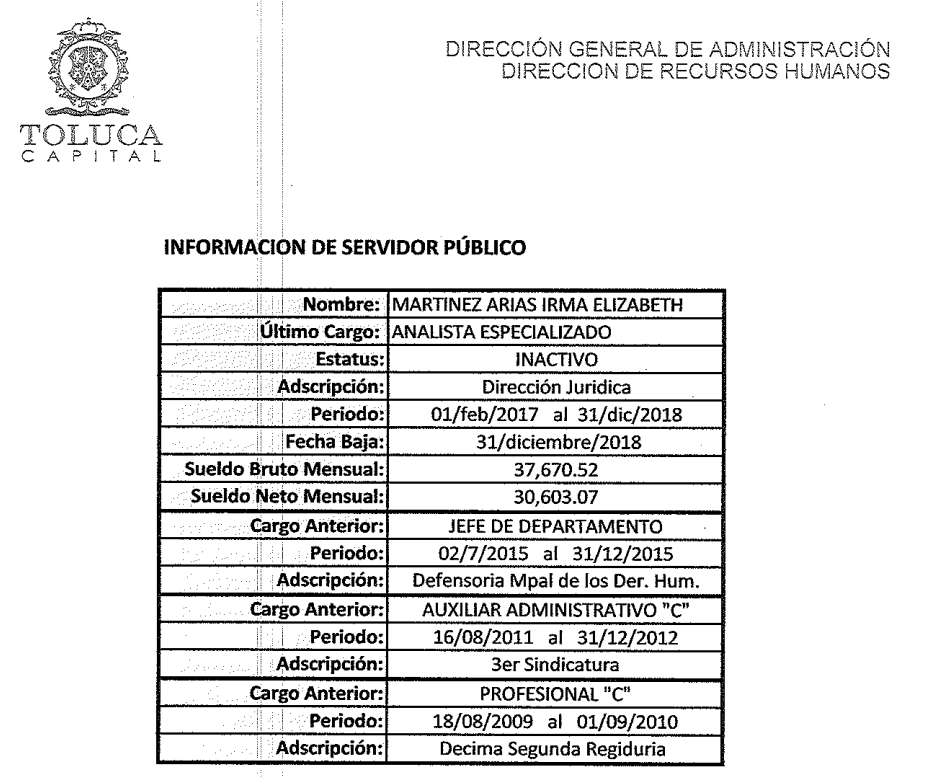 TOLUCA
CAPITAL
DIRECCIÓN GENERAL DE ADMINISTRACIÓN
DIRECCION DE RECURSOS HUMANOS
INFORMACION DE SERVIDOR PÚBLICO
Nombre: MARTINEZ ARIAS IRMA ELIZABETH
Último Cargo: ANALISTA ESPECIALIZADO
Estatus: INACTIVO
Adscripción: Dirección Juridica
Periodo: 01/feb/2017 al 31/dic/2018
Fecha Baja: 31/diciembre/2018
Sueldo Bruto Mensual: 37,670.52
Sueldo Neto Mensual: 30,603.07
Cargo Anterior: JEFE DE DEPARTAMENTO
Periodo: 02/7/2015 al 31/12/2015
Adscripción: Defensoria Mpal de los Der. Hum.
Cargo Anterior: AUXILIAR ADMINISTRATIVO "C"
Periodo: 16/08/2011 al 31/12/2012
Adscripción: 3er Sindicatura
Cargo Anterior: PROFESIONAL "C"
Periodo: 18/08/2009 al 01/09/2010
Adscripción: Decima Segunda Regiduria